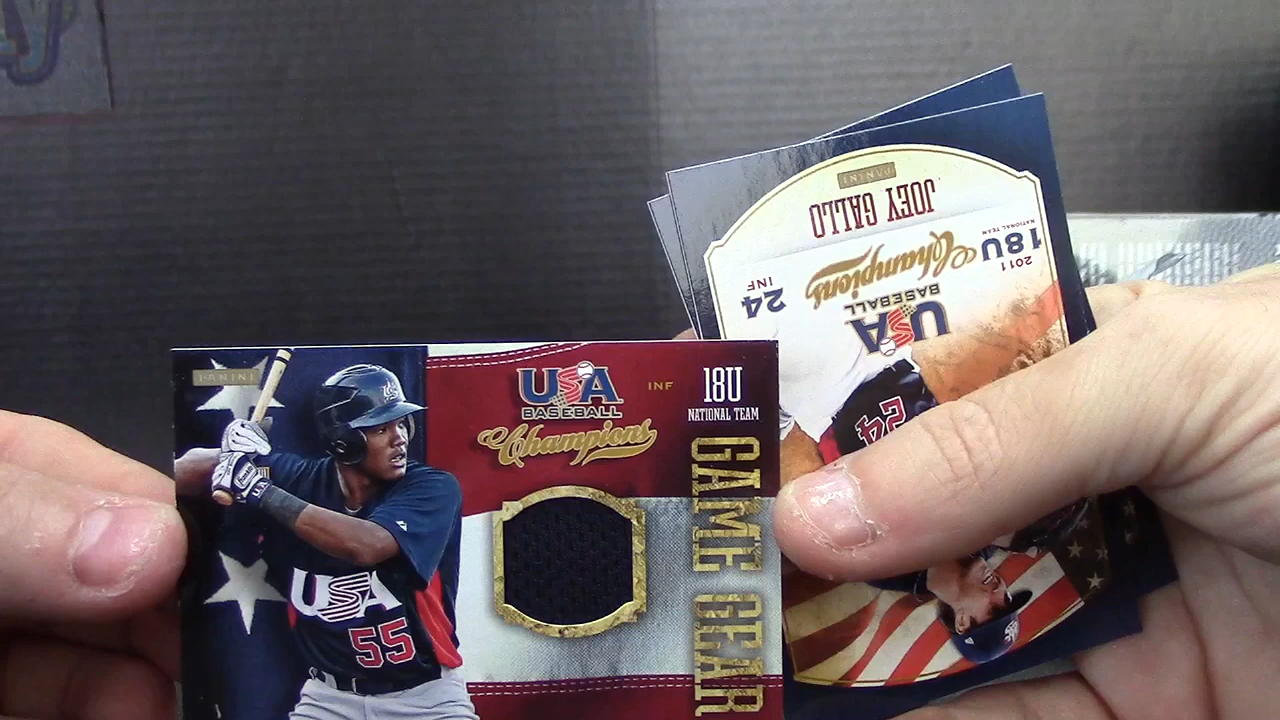 PANINI
USA
BASEBALL
Champions
INF
18U
NATIONAL TEAM
GAME GEAR
USA
55
PANINI
JOEY GALLO
2011
18U
NATIONAL TEAM
Champions
24
INF
USA
BASEBALL
24